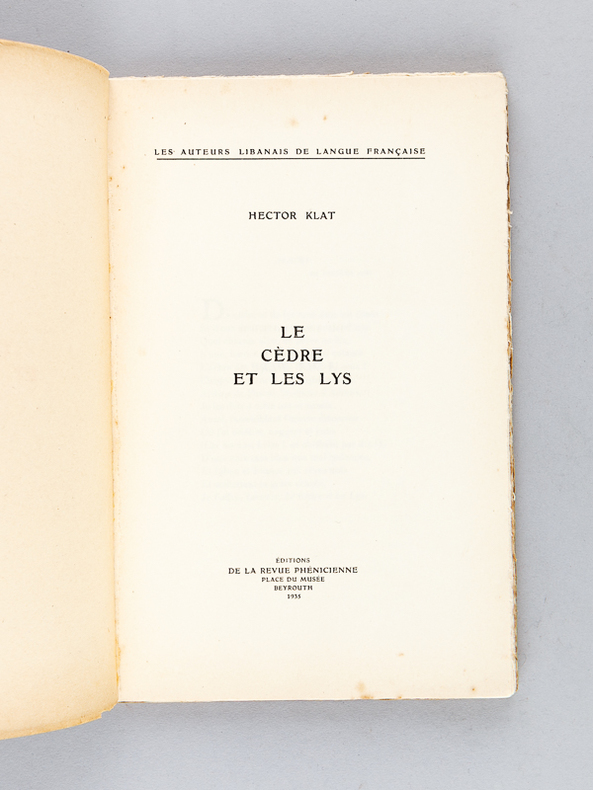 LES AUTEURS LIBANAIS DE LANGUE FRANÇAISE
HECTOR KLAT
LE
CÈDRE
ET LES LYS
ÉDITIONS
DE LA REVUE PHÉNICIENNE
PLACE DU MUSÉE
BEYROUTH
1935